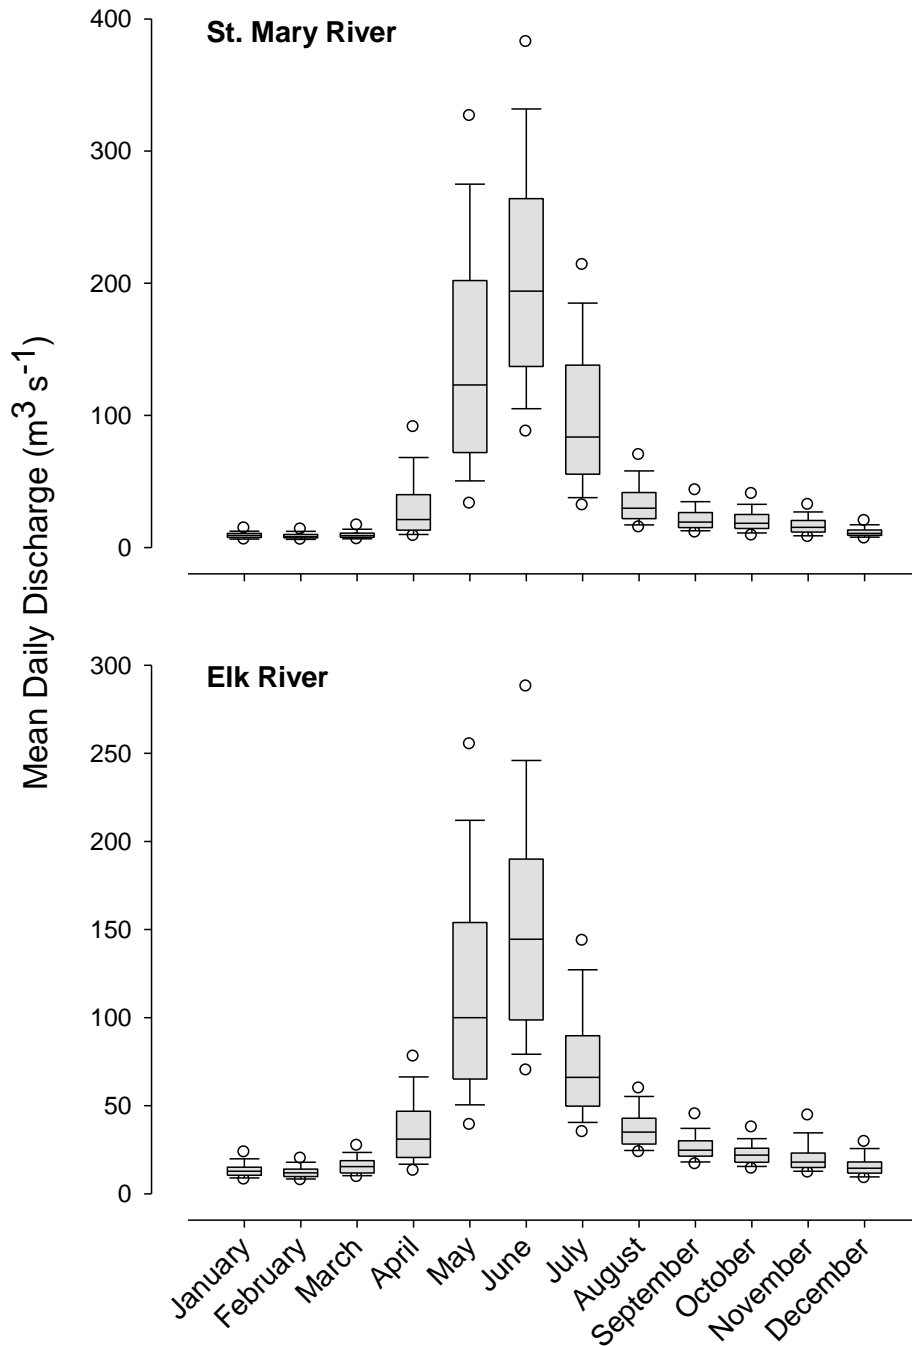 Mean Daily Discharge (m³ s⁻¹)
St. Mary River
400
300
200
100
0
Elk River
300
250
200
150
100
50
0
January
February
March
April
May
June
July
August
September
October
November
December